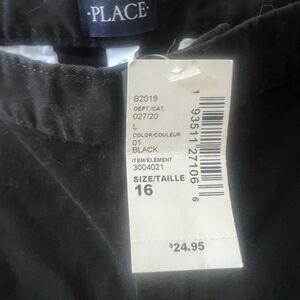 ·PLACE·
B2019
DEPT./CAT.
027/20
L
COLOR/COULEUR
01
BLACK
ITEM/ÉLÉMENT
3004021
SIZE/TAILLE
16
$24.95
1 93511 27106 6